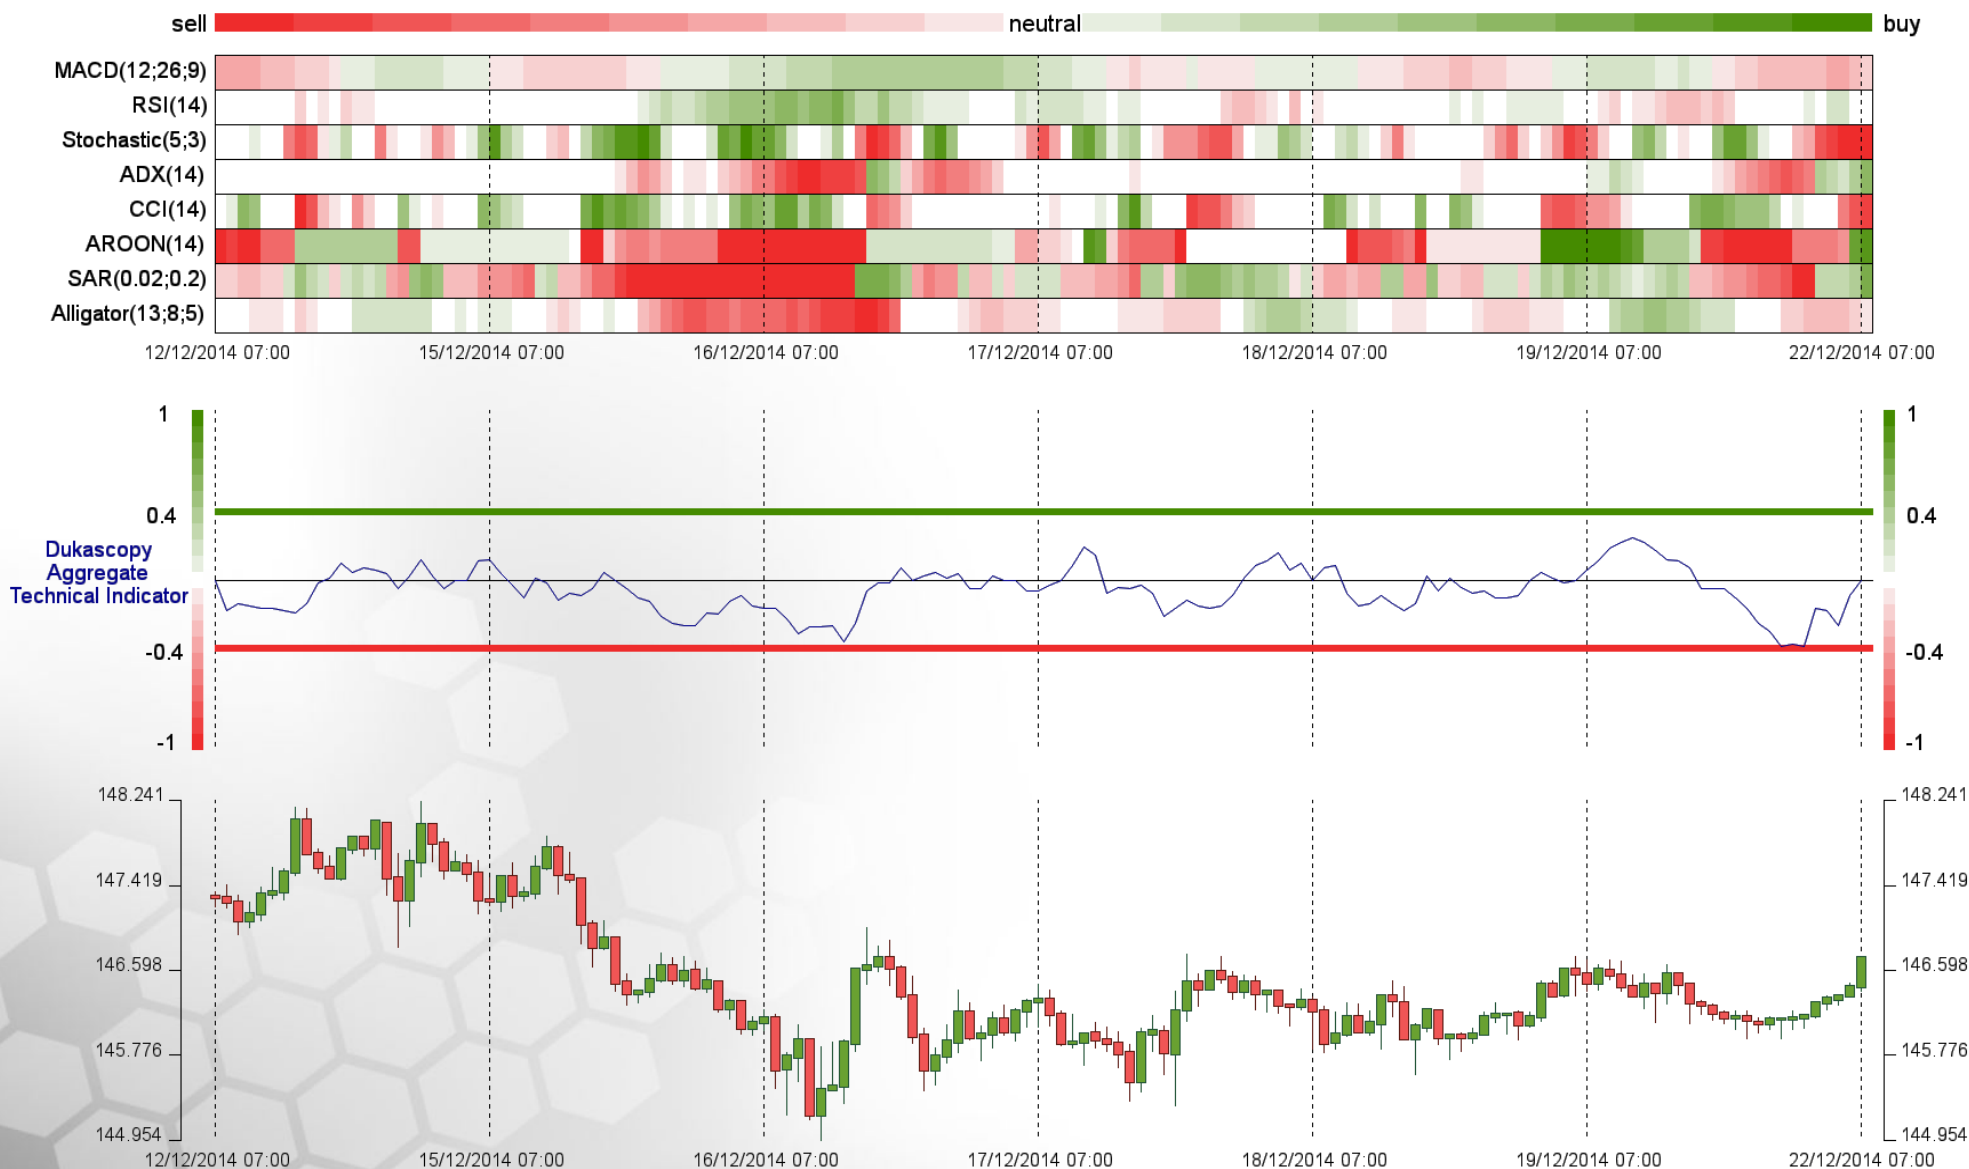 sell neutral buy
MACD(12;26;9)
RSI(14)
Stochastic(5;3)
ADX(14)
CCI(14)
AROON(14)
SAR(0.02;0.2)
Alligator(13;8;5)
12/12/2014 07:00 15/12/2014 07:00 16/12/2014 07:00 17/12/2014 07:00 18/12/2014 07:00 19/12/2014 07:00 22/12/2014 07:00
1 1
0.4 0.4
Dukascopy
Aggregate
Technical Indicator
-0.4 -0.4
-1 -1
148.241 148.241
147.419 147.419
146.598 146.598
145.776 145.776
144.954 144.954
12/12/2014 07:00 15/12/2014 07:00 16/12/2014 07:00 17/12/2014 07:00 18/12/2014 07:00 19/12/2014 07:00 22/12/2014 07:00